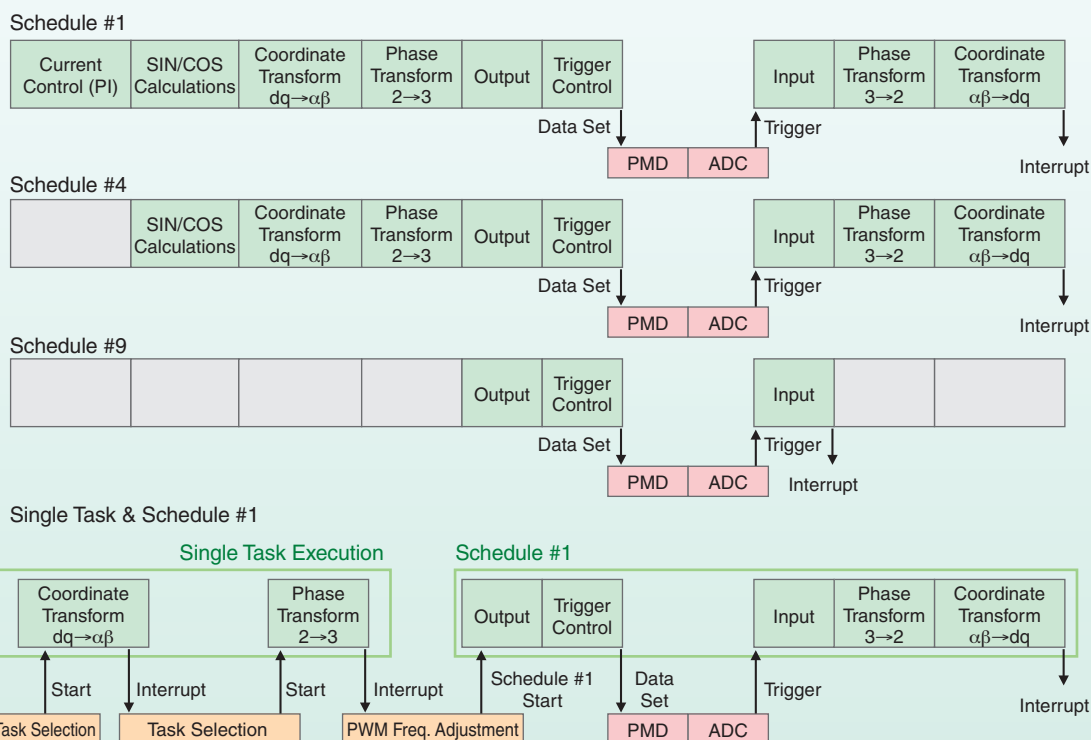 Schedule #1
Current
Control (PI)
SIN/COS
Calculations
Coordinate
Transform
dq→αβ
Phase
Transform
2→3
Output
Trigger
Control
Input
Phase
Transform
3→2
Coordinate
Transform
αβ→dq
Data Set
Trigger
PMD
ADC
Interrupt
Schedule #4
SIN/COS
Calculations
Coordinate
Transform
dq→αβ
Phase
Transform
2→3
Output
Trigger
Control
Input
Phase
Transform
3→2
Coordinate
Transform
αβ→dq
Data Set
Trigger
PMD
ADC
Interrupt
Schedule #9
Output
Trigger
Control
Input
Data Set
Trigger
PMD
ADC
Interrupt
Single Task & Schedule #1
Single Task Execution
Schedule #1
Coordinate
Transform
dq→αβ
Phase
Transform
2→3
Output
Trigger
Control
Input
Phase
Transform
3→2
Coordinate
Transform
αβ→dq
Start
Interrupt
Start
Interrupt
Schedule #1
Start
Data
Set
Trigger
Interrupt
Task Selection
Task Selection
PWM Freq. Adjustment
PMD
ADC